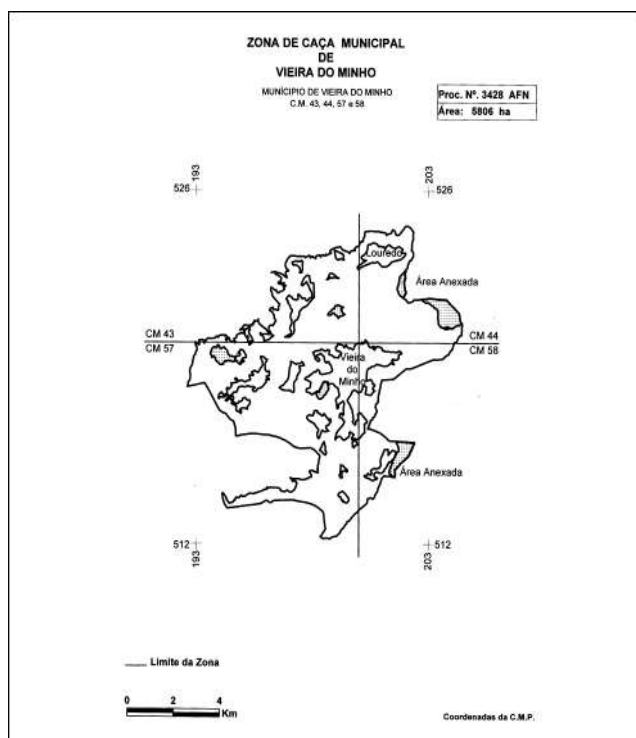 ZONA DE CAÇA MUNICIPAL
DE
VIEIRA DO MINHO
MUNÍCIPIO DE VIEIRA DO MINHO
C.M. 43, 44, 57 e 58
Proc. Nº. 3428 AFN
Área: 5806 ha
193
203
526
526
Louredo
Área Anexada
CM 43
CM 44
CM 57
CM 58
Vieira
do
Minho
Área Anexada
512
512
193
203
Limite da Zona
0 2 4
Km
Coordenadas da C.M.P.